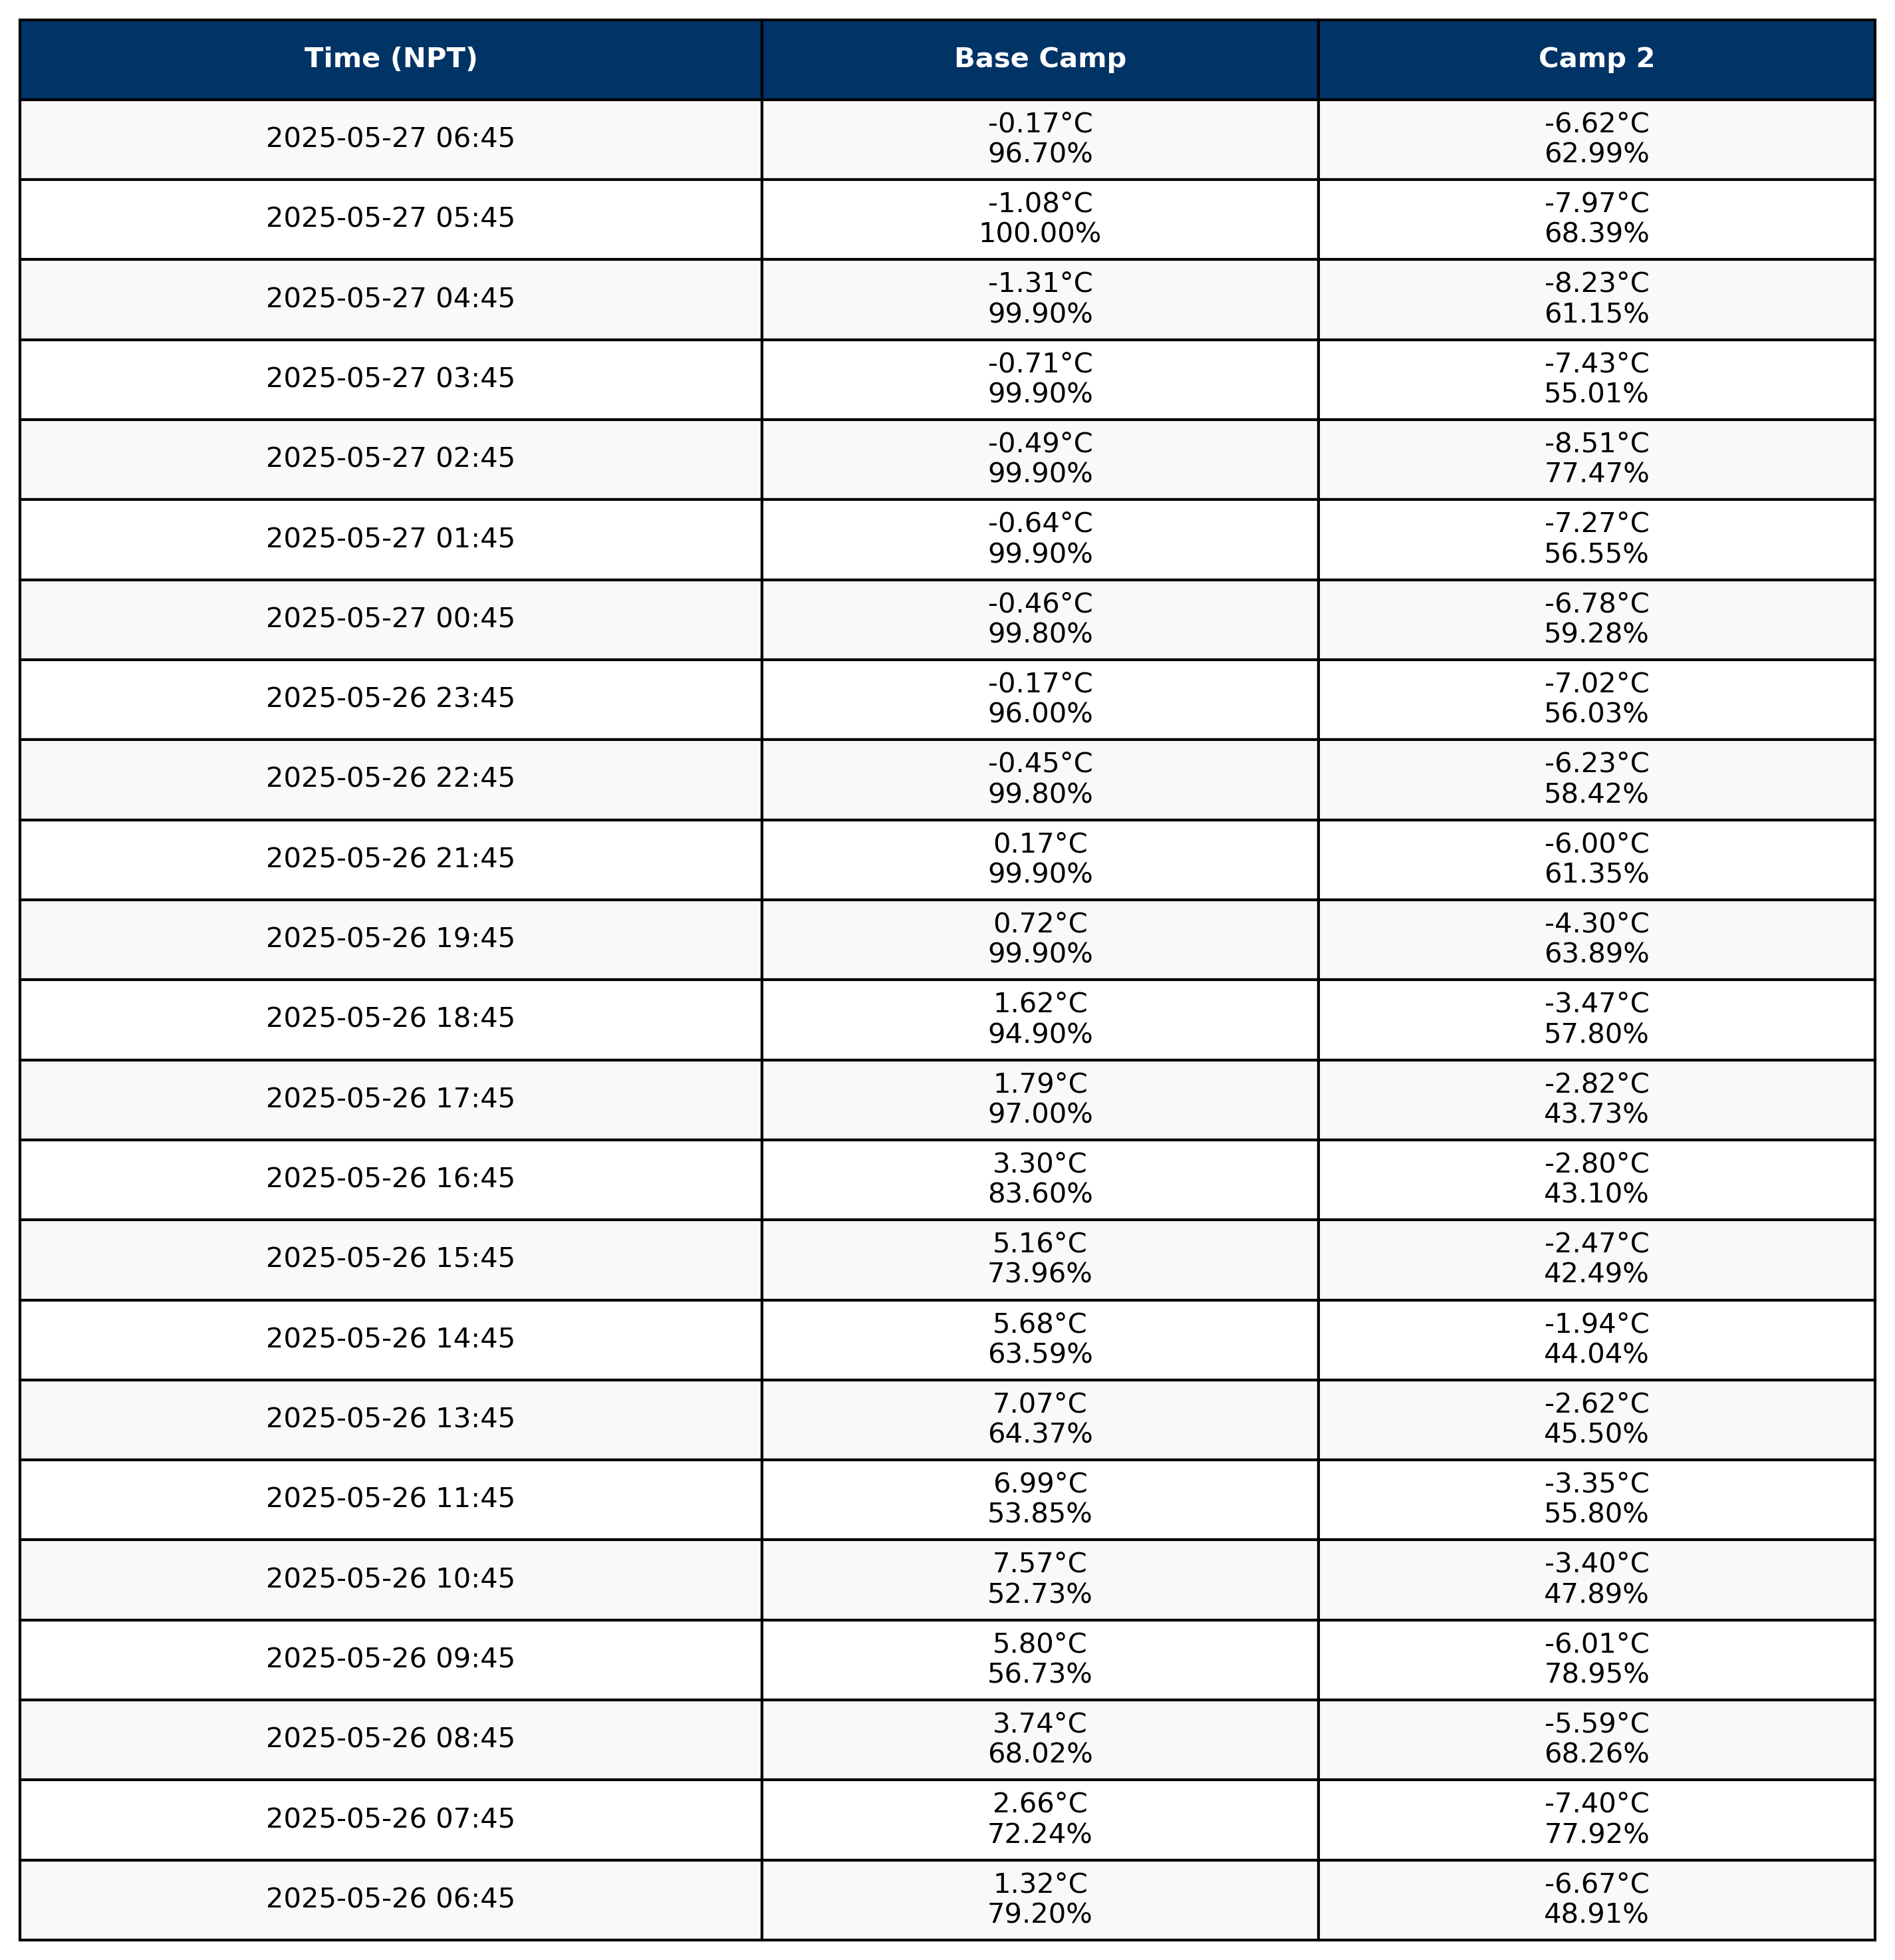 Time (NPT) Base Camp Camp 2
2025-05-27 06:45 -0.17°C -6.62°C
96.70% 62.99%
2025-05-27 05:45 -1.08°C -7.97°C
100.00% 68.39%
2025-05-27 04:45 -1.31°C -8.23°C
99.90% 61.15%
2025-05-27 03:45 -0.71°C -7.43°C
99.90% 55.01%
2025-05-27 02:45 -0.49°C -8.51°C
99.90% 77.47%
2025-05-27 01:45 -0.64°C -7.27°C
99.90% 56.55%
2025-05-27 00:45 -0.46°C -6.78°C
99.80% 59.28%
2025-05-26 23:45 -0.17°C -7.02°C
96.00% 56.03%
2025-05-26 22:45 -0.45°C -6.23°C
99.80% 58.42%
2025-05-26 21:45 0.17°C -6.00°C
99.90% 61.35%
2025-05-26 19:45 0.72°C -4.30°C
99.90% 63.89%
2025-05-26 18:45 1.62°C -3.47°C
94.90% 57.80%
2025-05-26 17:45 1.79°C -2.82°C
97.00% 43.73%
2025-05-26 16:45 3.30°C -2.80°C
83.60% 43.10%
2025-05-26 15:45 5.16°C -2.47°C
73.96% 42.49%
2025-05-26 14:45 5.68°C -1.94°C
63.59% 44.04%
2025-05-26 13:45 7.07°C -2.62°C
64.37% 45.50%
2025-05-26 11:45 6.99°C -3.35°C
53.85% 55.80%
2025-05-26 10:45 7.57°C -3.40°C
52.73% 47.89%
2025-05-26 09:45 5.80°C -6.01°C
56.73% 78.95%
2025-05-26 08:45 3.74°C -5.59°C
68.02% 68.26%
2025-05-26 07:45 2.66°C -7.40°C
72.24% 77.92%
2025-05-26 06:45 1.32°C -6.67°C
79.20% 48.91%